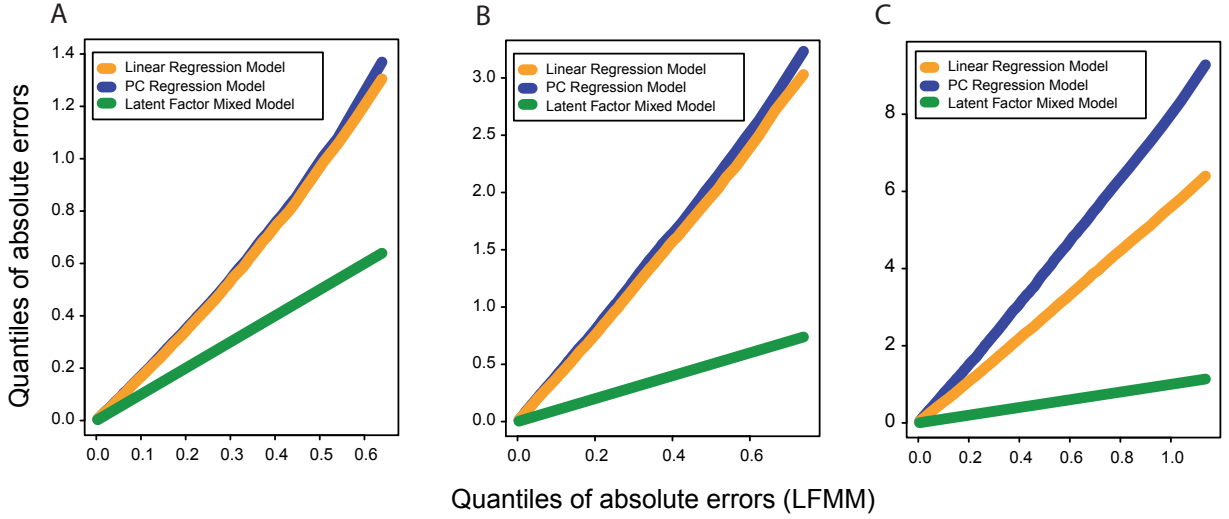 A
Linear Regression Model
PC Regression Model
Latent Factor Mixed Model
1.4
1.2
1.0
0.8
0.6
0.4
0.2
0.0
0.0 0.1 0.2 0.3 0.4 0.5 0.6
Quantiles of absolute errors
B
Linear Regression Model
PC Regression Model
Latent Factor Mixed Model
3.0
2.5
2.0
1.5
1.0
0.5
0.0
0.0 0.2 0.4 0.6
C
Linear Regression Model
PC Regression Model
Latent Factor Mixed Model
8
6
4
2
0
0.0 0.2 0.4 0.6 0.8 1.0
Quantiles of absolute errors (LFMM)